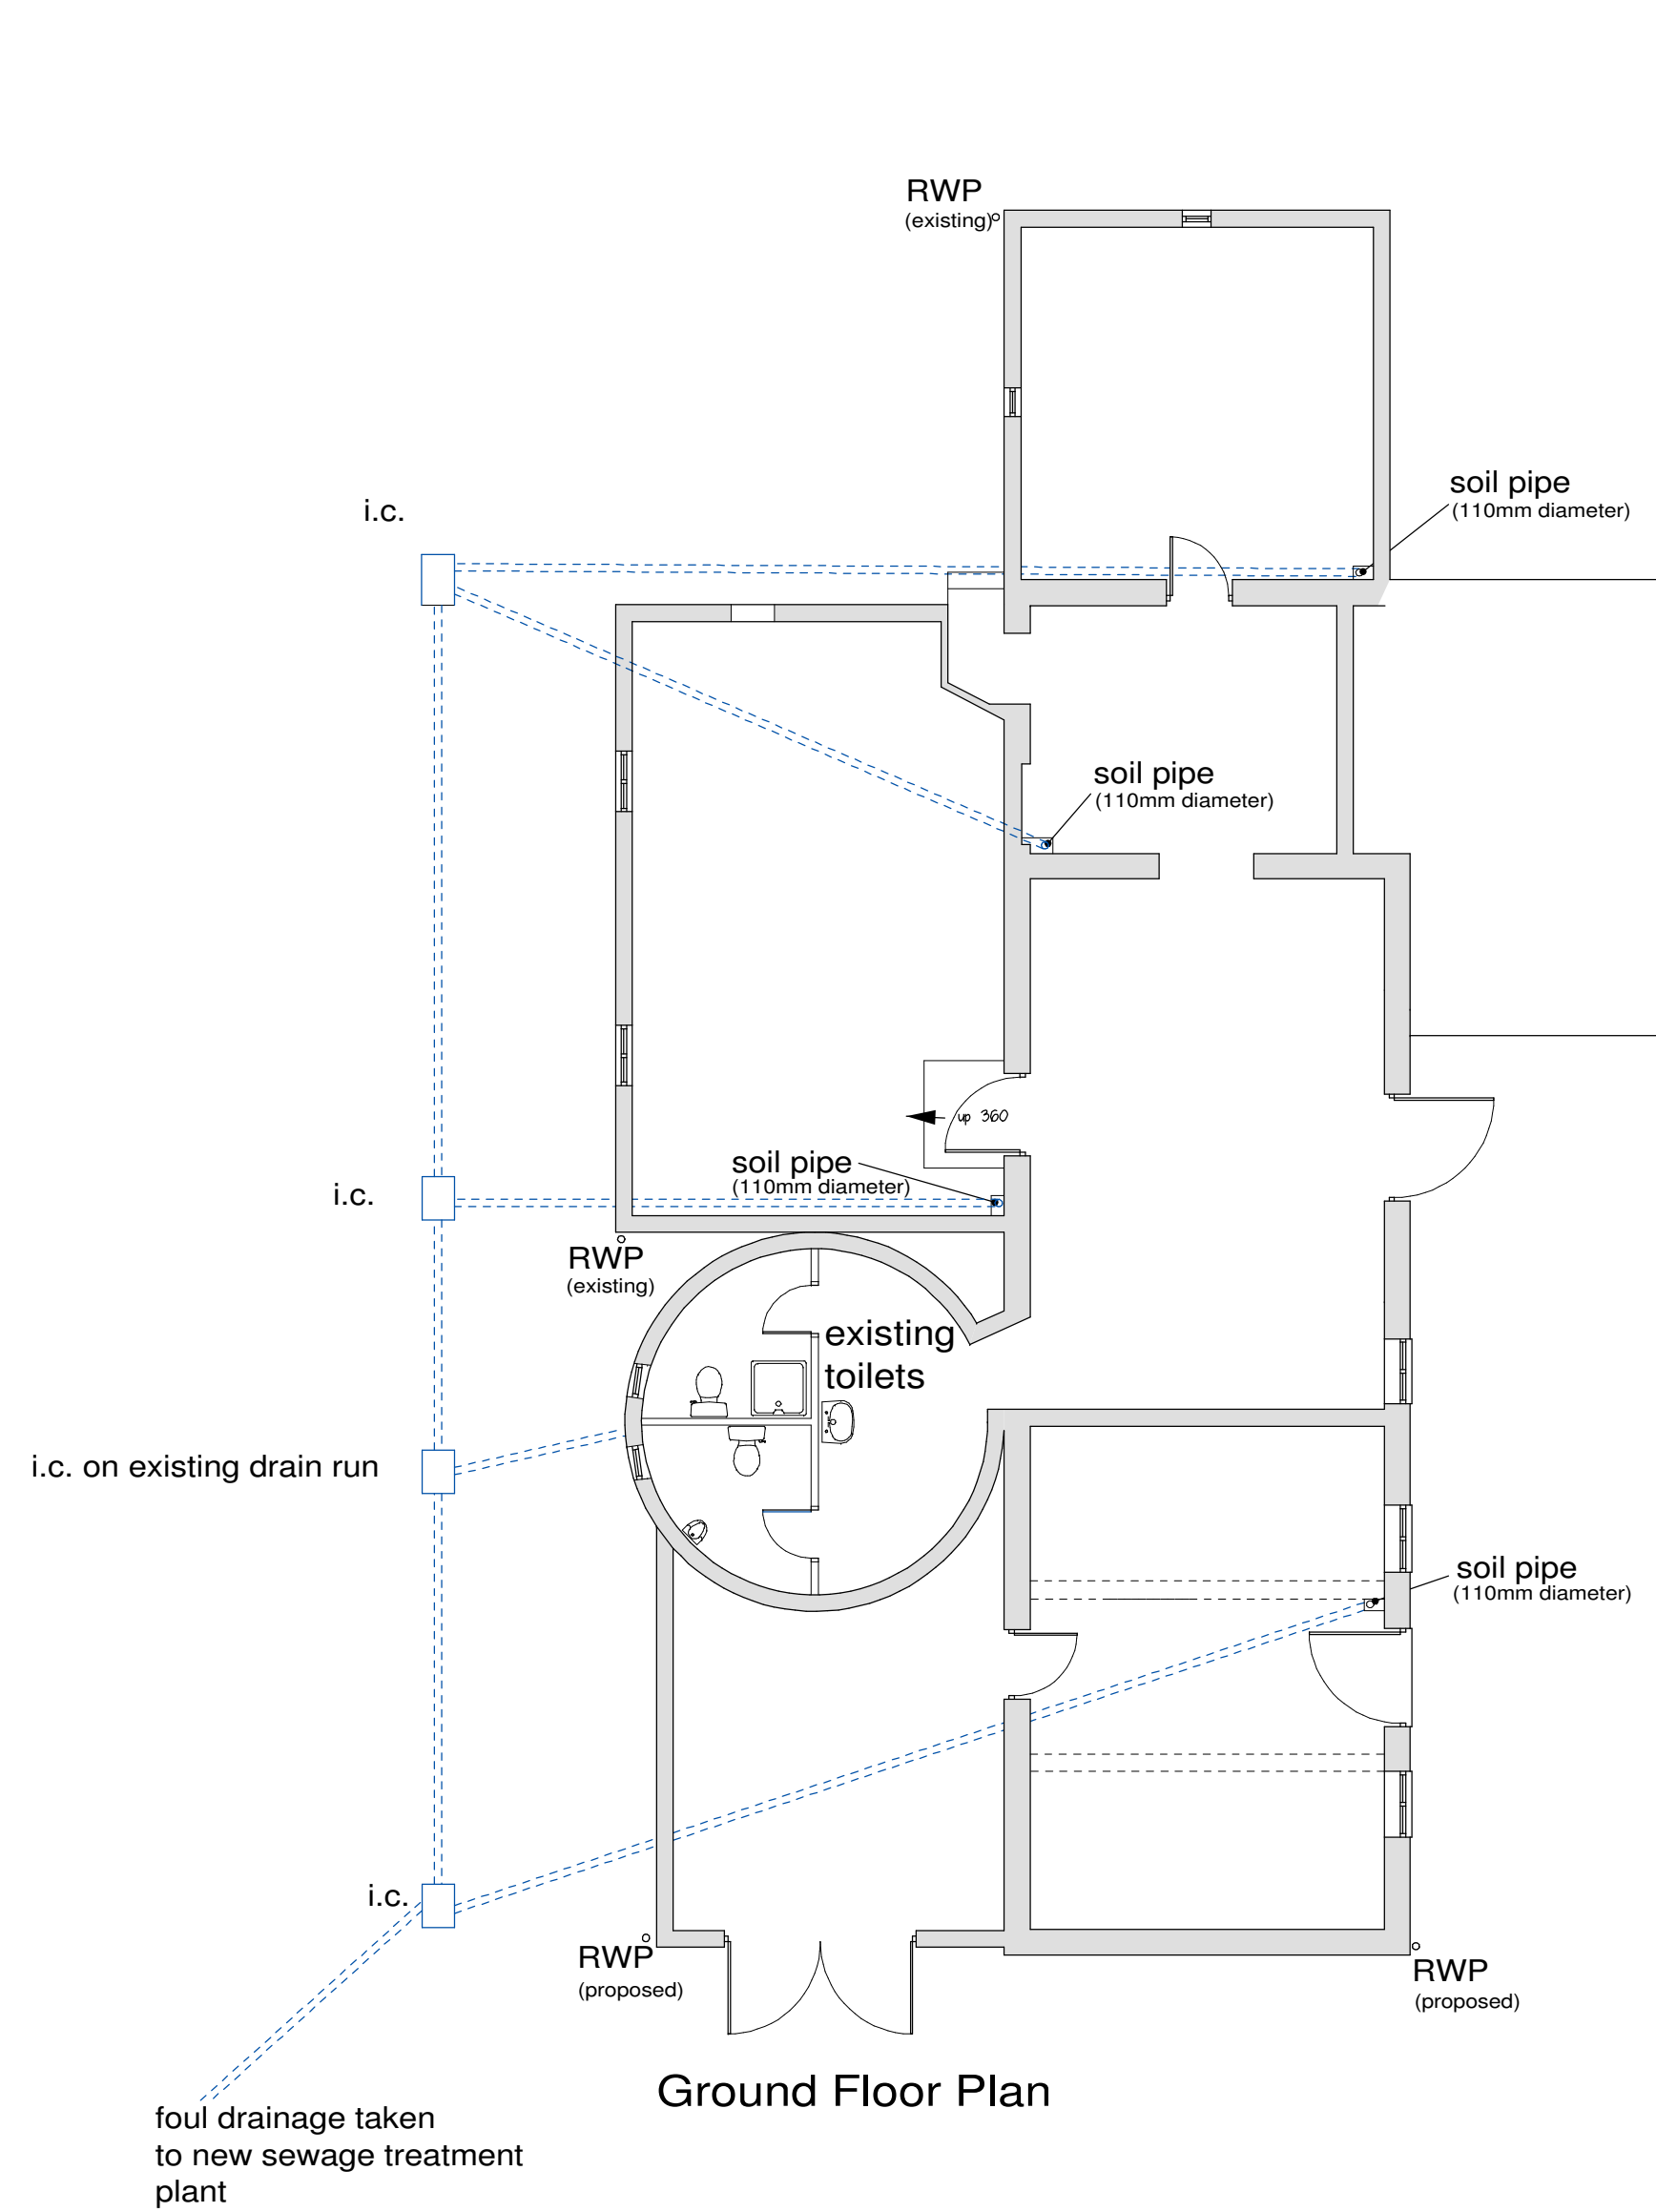 RWP
(existing)
soil pipe
(110mm diameter)
i.c.
soil pipe
(110mm diameter)
up 360
soil pipe
(110mm diameter)
i.c.
RWP
(existing)
existing
toilets
i.c. on existing drain run
soil pipe
(110mm diameter)
i.c.
RWP
(proposed)
RWP
(proposed)
Ground Floor Plan
foul drainage taken
to new sewage treatment
plant